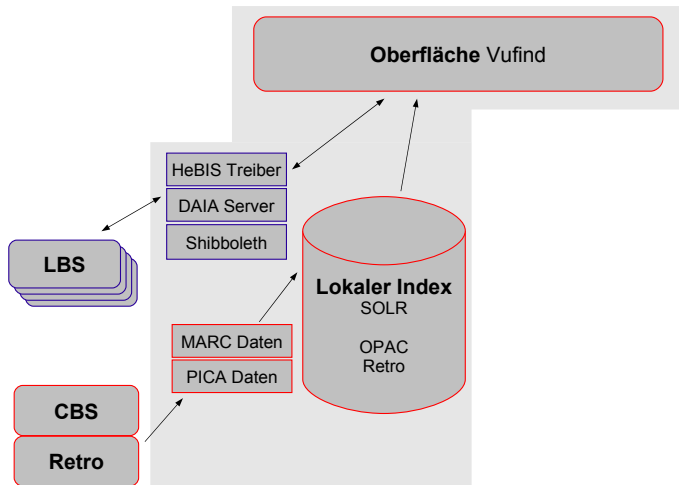 Oberfläche Vufind
HeBIS Treiber
DAIA Server
Shibboleth
LBS
Lokaler Index
SOLR
OPAC
Retro
MARC Daten
PICA Daten
CBS
Retro